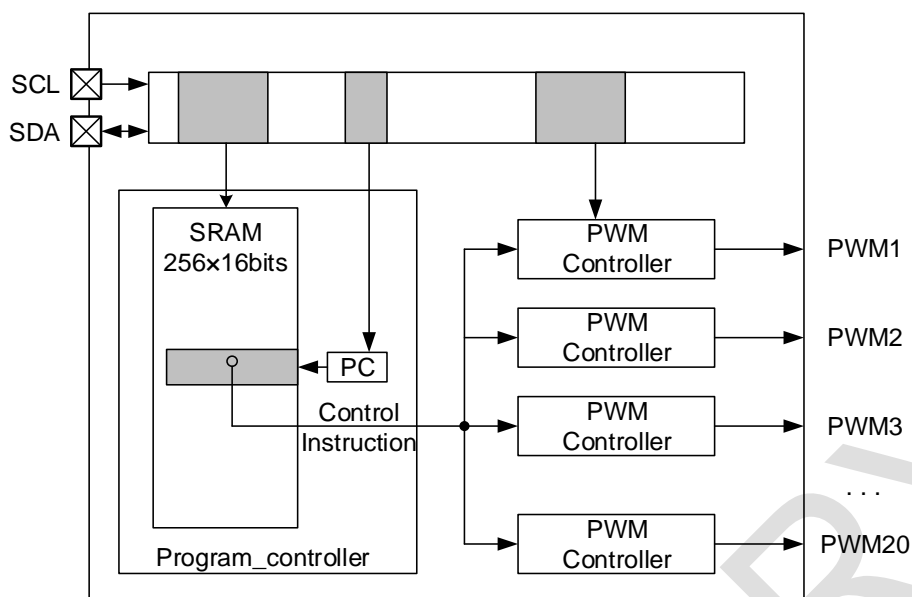 SCL
SDA
SRAM
256×16bits
PC
Control
Instruction
Program_controller
PWM
Controller
PWM1
PWM
Controller
PWM2
PWM
Controller
PWM3
. . .
PWM
Controller
PWM20